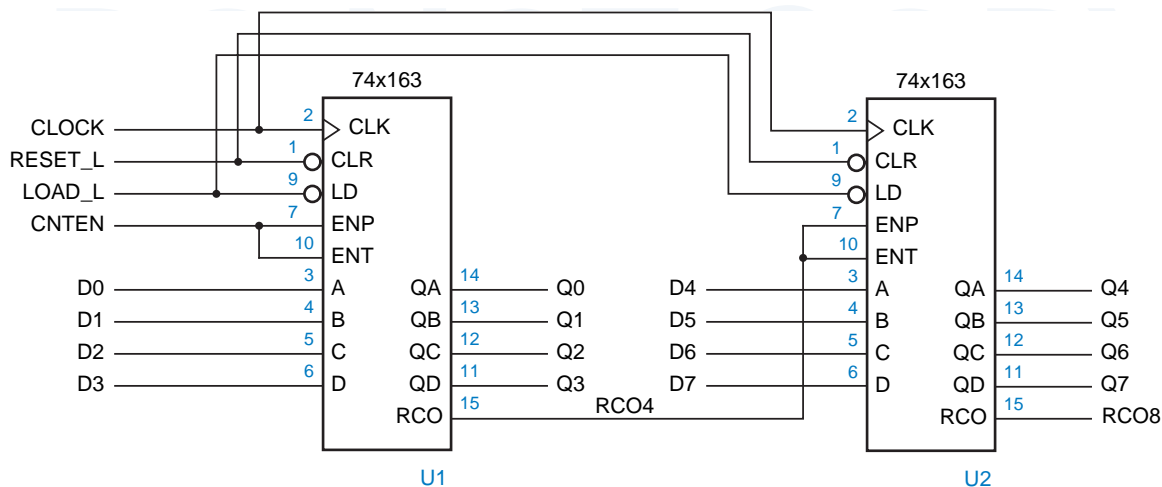 74x163
74x163
2
CLOCK
CLK
2
CLK
1
RESET_L
CLR
1
CLR
9
LOAD_L
LD
9
LD
7
CNTEN
ENP
7
ENP
10
ENT
10
ENT
3
D0
A
QA
14
Q0
D4
3
A
QA
14
Q4
4
D1
B
QB
13
Q1
D5
4
B
QB
13
Q5
5
D2
C
QC
12
Q2
D6
5
C
QC
12
Q6
6
D3
D
QD
11
Q3
D7
6
D
QD
11
Q7
RCO
15
RCO4
RCO
15
RCO8
U1
U2